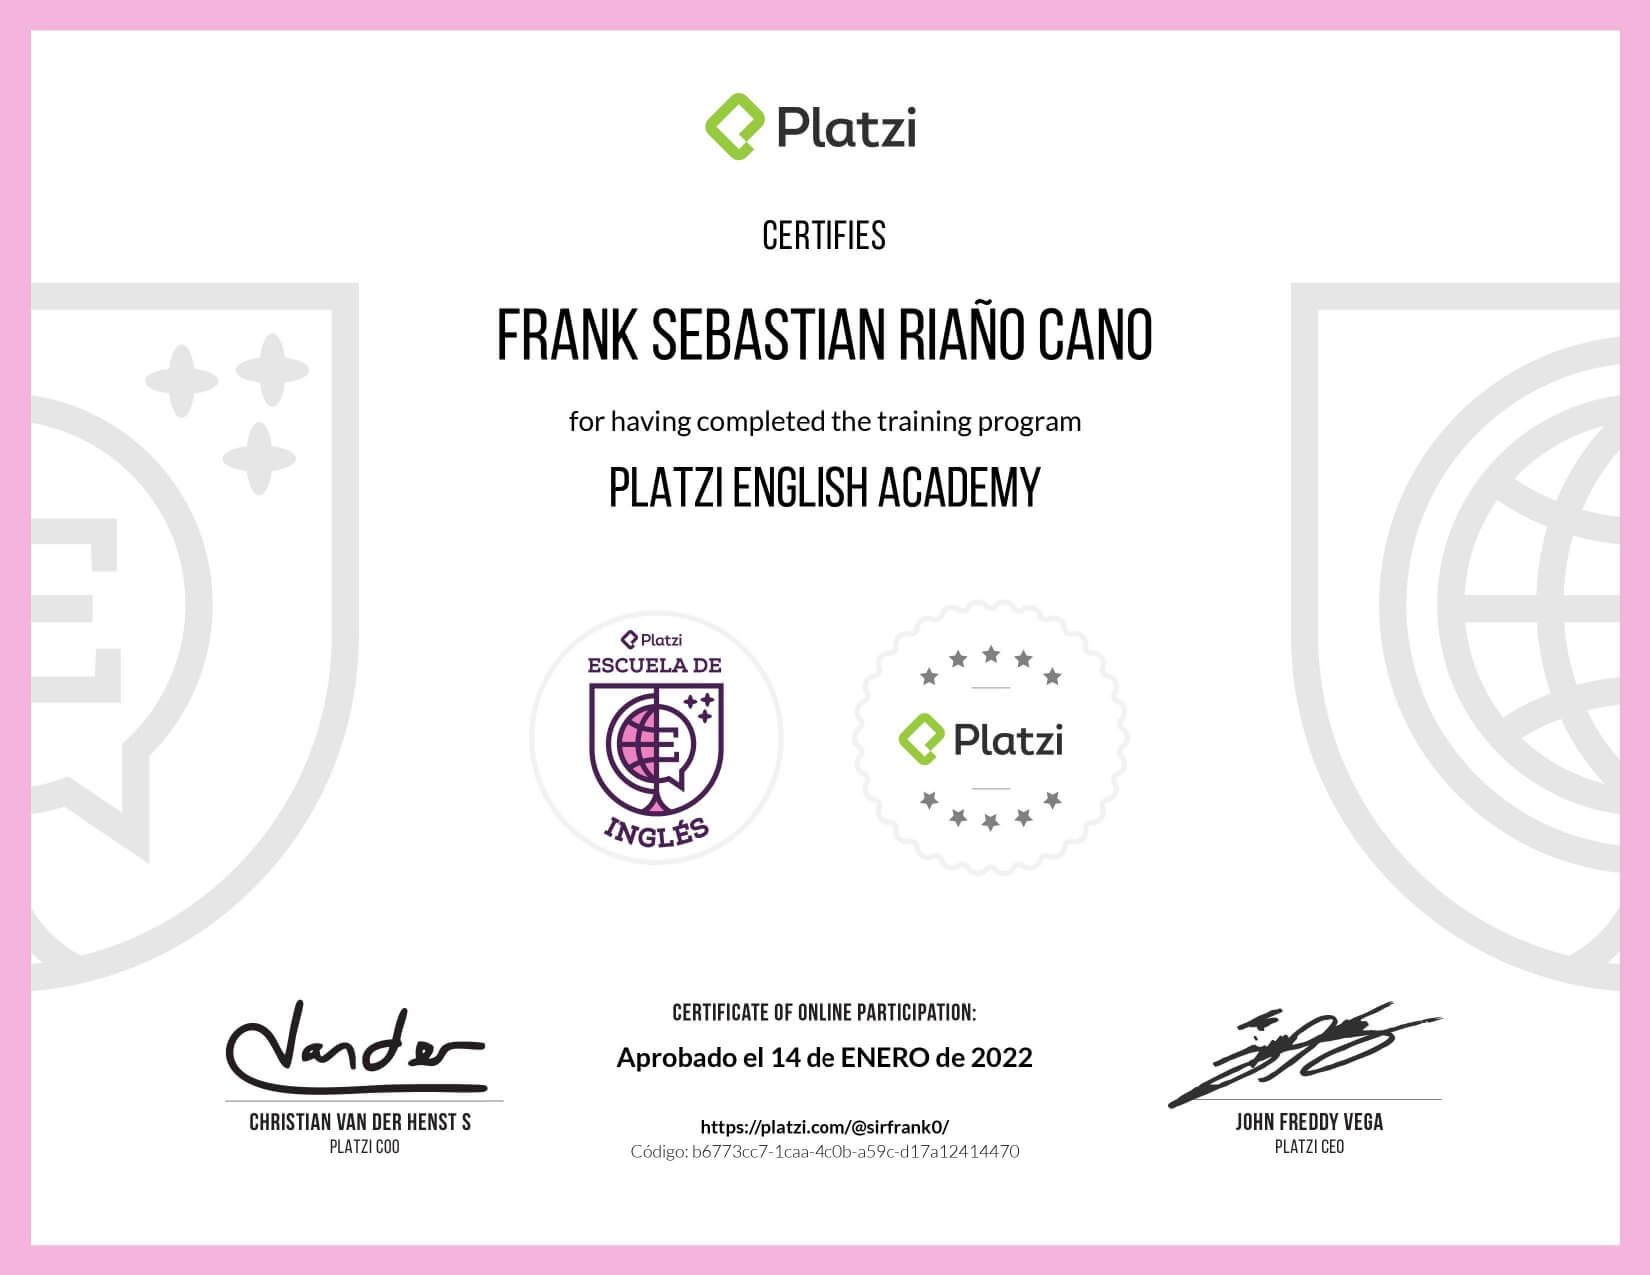 Platzi
CERTIFIES
FRANK SEBASTIAN RIAÑO CANO
for having completed the training program
PLATZI ENGLISH ACADEMY
Platzi
ESCUELA DE
E
INGLÉS
Platzi
E
Vander
CERTIFICATE OF ONLINE PARTICIPATION:
Aprobado el 14 de ENERO de 2022
CHRISTIAN VAN DER HENST S
PLATZI COO
https://platzi.com/@sirfrank0/
Código: b6773cc7-1caa-4c0b-a59c-d17a12414470
JOHN FREDDY VEGA
PLATZI CEO